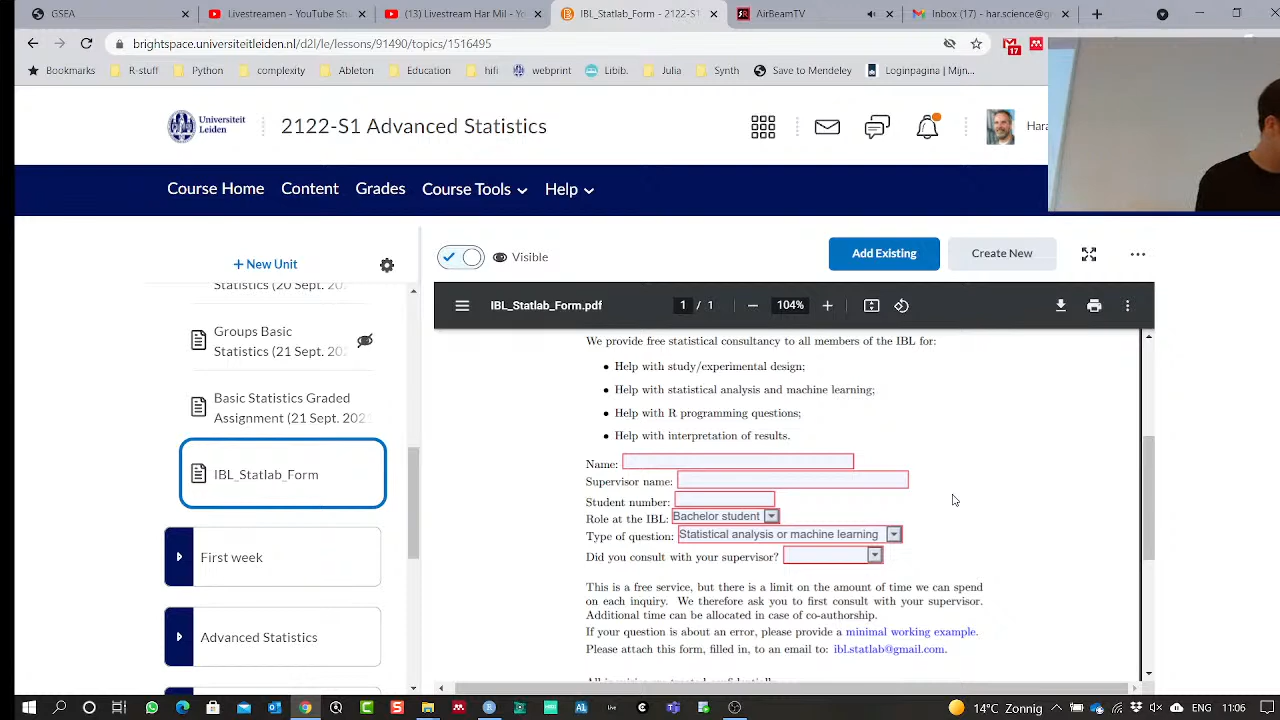 GSA
Livestreamen - YouTube St
(13) Livestream Har Mil - Yo
IBL_Statlab_Form - 2122-S1
AirBeamTV
Inbox (17) - har.science@g
brightspace.universiteitleiden.nl/d2l/le/lessons/91490/topics/1516495
17
Bookmarks R-stuff Python complexity Ableton Education hifi webprint Libib. Julia Synth Save to Mendeley Loginpagina | Mijn...
Universiteit
Leiden
2122-S1 Advanced Statistics
Hara
Course Home Content Grades Course Tools Help
+ New Unit
Visible
Add Existing
Create New
Statistics (20 Sept. 202
Groups Basic
Statistics (21 Sept. 202
Basic Statistics Graded
Assignment (21 Sept. 202
IBL_Statlab_Form
First week
Advanced Statistics
IBL_Statlab_Form.pdf
1 / 1
104%
We provide free statistical consultancy to all members of the IBL for:
• Help with study/experimental design;
• Help with statistical analysis and machine learning;
• Help with R programming questions;
• Help with interpretation of results.
Name:
Supervisor name:
Student number:
Role at the IBL: Bachelor student
Type of question: Statistical analysis or machine learning
Did you consult with your supervisor?
This is a free service, but there is a limit on the amount of time we can spend
on each inquiry. We therefore ask you to first consult with your supervisor.
Additional time can be allocated in case of co-authorship.
If your question is about an error, please provide a minimal working example.
Please attach this form, filled in, to an email to: ibl.statlab@gmail.com.
14°C Zonnig
ENG
11:06